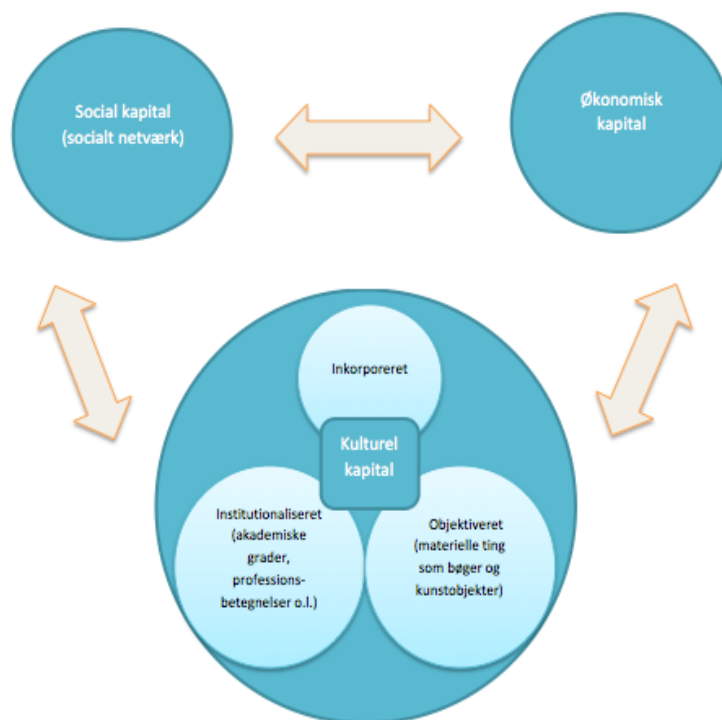 Social kapital
(socialt netværk)
Økonomisk
kapital
Inkorporeret
Kulturel
kapital
Institutionaliseret
(akademiske
grader,
professions-
betegnelser o.l.)
Objektiveret
(materielle ting
som bøger og
kunstobjekter)